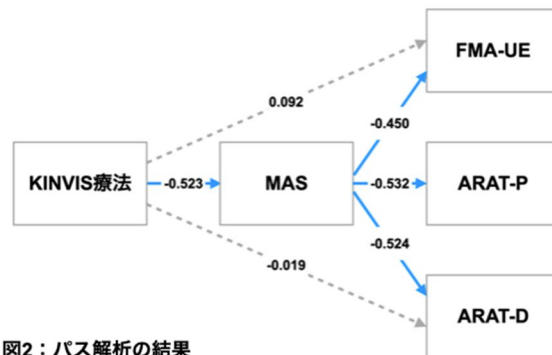 FMA-UE
0.092
-0.450
KINVIS療法
-0.523
MAS
-0.532
ARAT-P
-0.524
-0.019
ARAT-D
図2：パス解析の結果